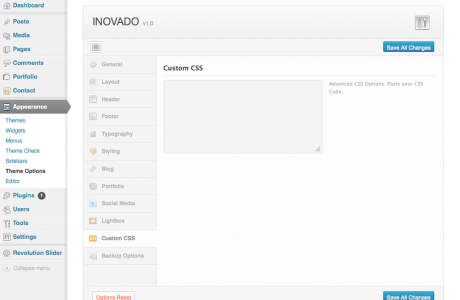 Dashboard
Posts
Media
Pages
Comments
Portfolio
Contact
Appearance
Themes
Widgets
Menus
Theme Check
Sidebars
Theme Options
Editor
Plugins 1
Users
Tools
Settings
Revolution Slider
Collapse menu
INOVADO v1.0
Save All Changes
General
Layout
Header
Footer
Typography
Styling
Blog
Portfolio
Social Media
Lightbox
Custom CSS
Backup Options
Custom CSS
Advanced CSS Options. Paste your CSS
Code.
Options Reset
Save All Changes